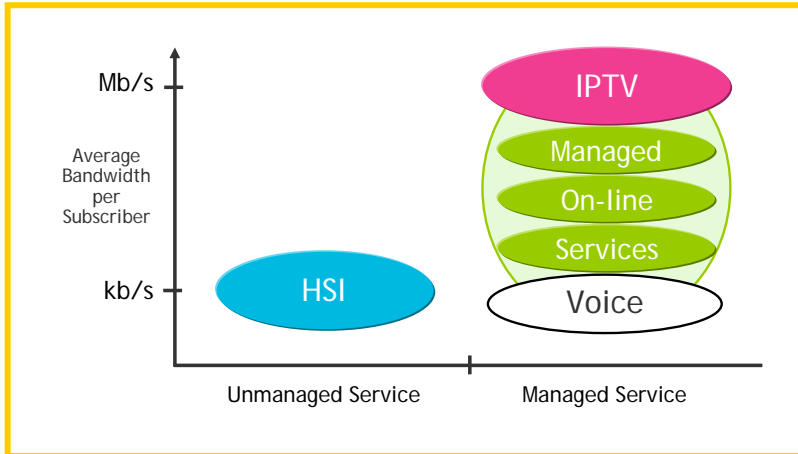 Mb/s
Average
Bandwidth
per
Subscriber
kb/s
HSI
IPTV
Managed
On-line
Services
Voice
Unmanaged Service
Managed Service